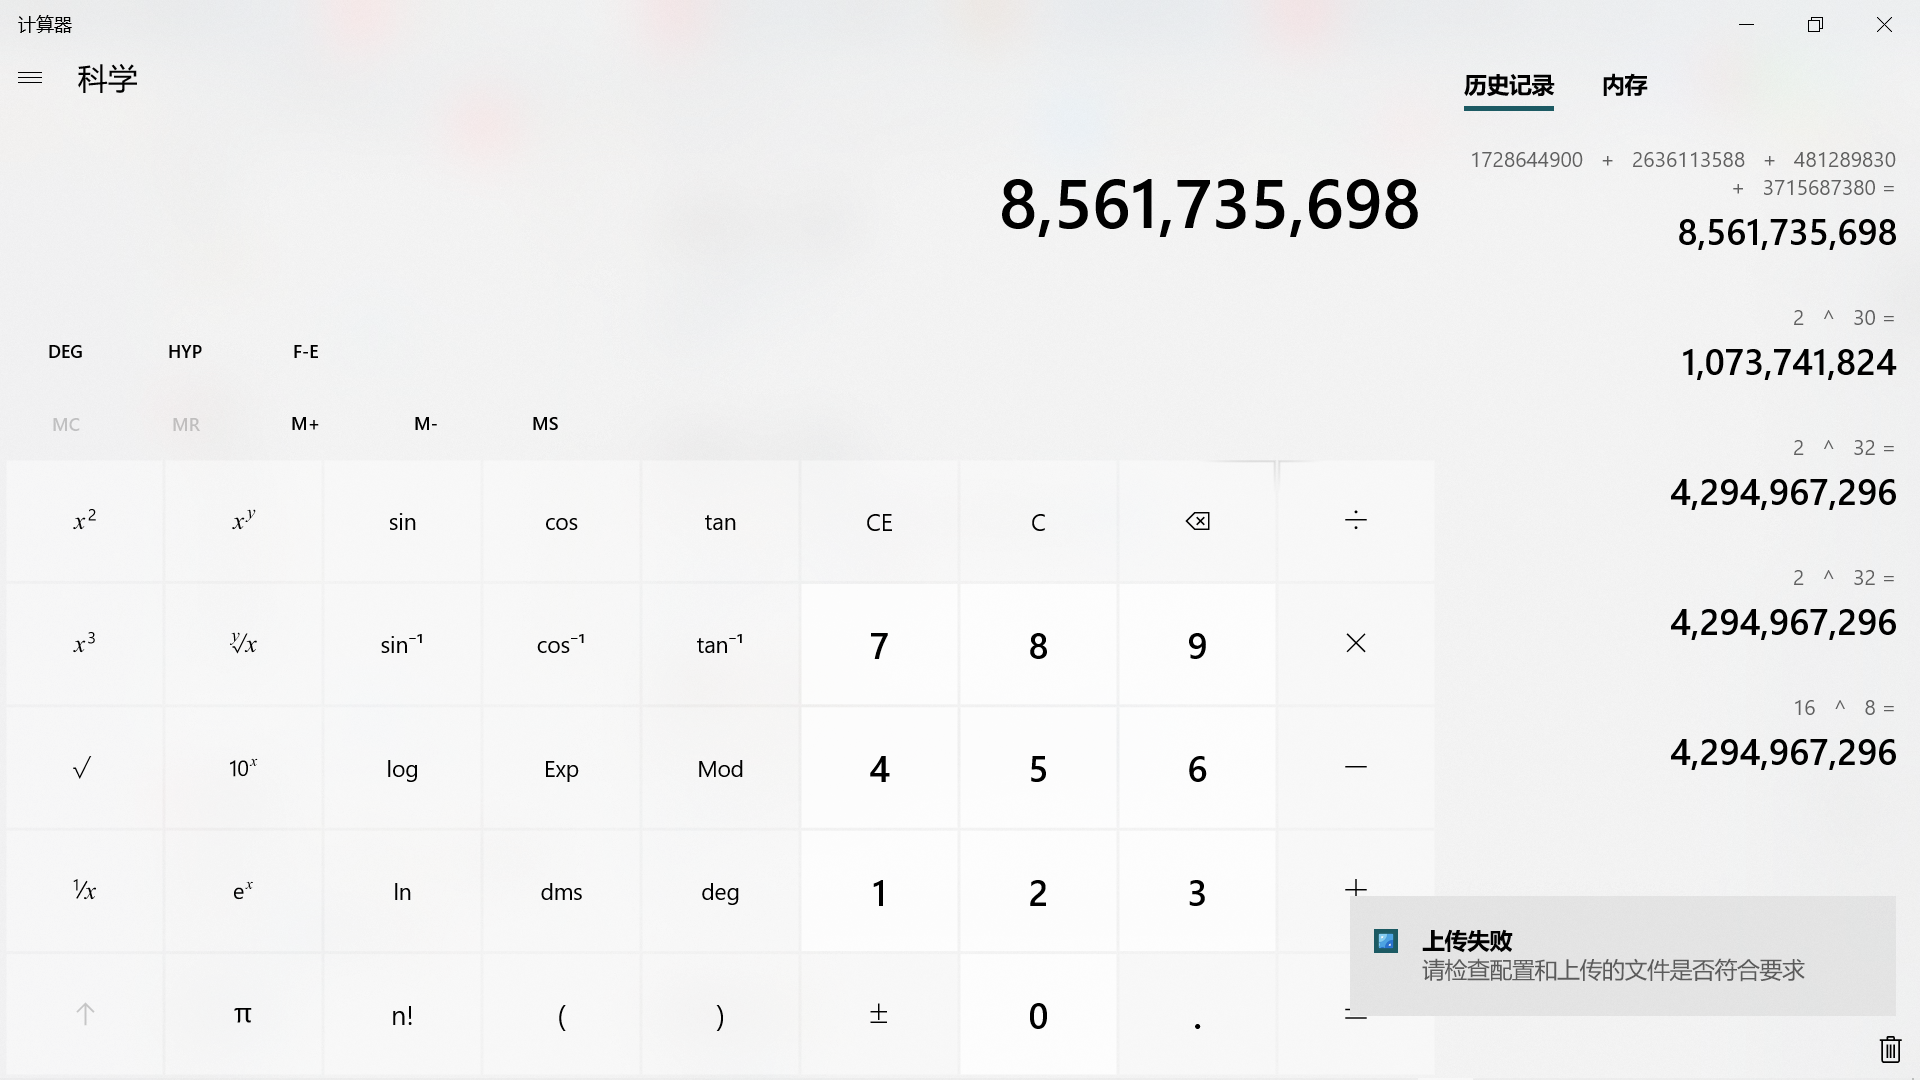 计算器
科学
历史记录 内存
1728644900 + 2636113588 + 481289830
+ 3715687380 =
8,561,735,698
8,561,735,698
2 ^ 30 =
1,073,741,824
2 ^ 32 =
4,294,967,296
2 ^ 32 =
4,294,967,296
16 ^ 8 =
4,294,967,296
DEG HYP F-E
MC MR M+ M- MS
x² xʸ sin cos tan CE C ÷
x³ ʸ√x sin⁻¹ cos⁻¹ tan⁻¹ 7 8 9 ×
√ 10ˣ log Exp Mod 4 5 6 −
¹/x eˣ ln dms deg 1 2 3 +
↑ π n! ( ) ± 0 .
上传失败
请检查配置和上传的文件是否符合要求